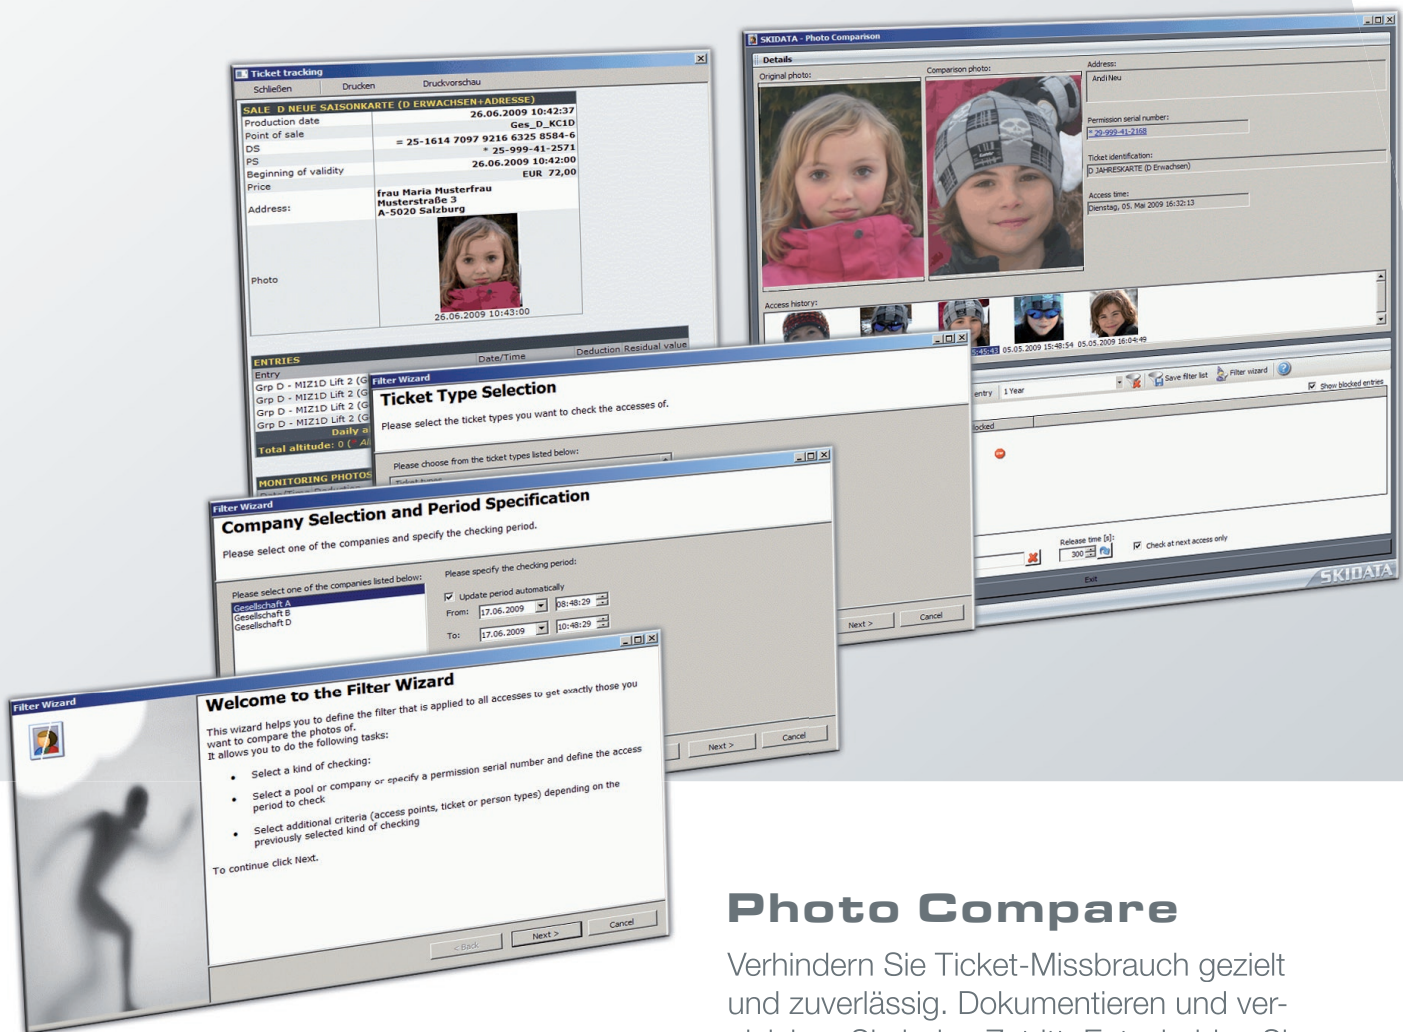 Ticket tracking
Schließen Drucken Druckvorschau
SALE D NEUE SAISONKARTE (D ERWACHSEN+ADRESSE)
Production date 26.06.2009 10:42:37
Point of sale Ges_D_KC1D
DS = 25-1614 7097 9216 6325 8584-6
PS * 25-999-41-2571
Beginning of validity 26.06.2009 10:42:00
Price EUR 72,00
Address: frau Maria Musterfrau
Musterstraße 3
A-5020 Salzburg
Photo
26.06.2009 10:43:00
ENTRIES
Entry Date/Time Deduction Residual value
Grp D - MIZ1D Lift 2 (G
Grp D - MIZ1D Lift 2 (G
Grp D - MIZ1D Lift 2 (G
Grp D - MIZ1D Lift 2 (G
Daily a
Total altitude: 0 (
MONITORING PHOTOS
SKIDATA - Photo Comparison
Details
Original photo: Comparison photo: Address:
Andi Neu
Permission serial number:
* 29-999-41-2168
Ticket identification:
D JAHRESKARTE (D Erwachsen)
Access time:
Dienstag, 05. Mai 2009 16:32:13
Access history:
05.05.2009 15:48:54 05.05.2009 16:04:49
entry 1 Year Save filter list Filter wizard
Show blocked entries
locked
Release time [s]:
300 Check at next access only
Exit
SKIDATA
Filter Wizard
Ticket Type Selection
Please select the ticket types you want to check the accesses of.
Please choose from the ticket types listed below:
Ticket types
Next > Cancel
Filter Wizard
Company Selection and Period Specification
Please select one of the companies and specify the checking period.
Please select one of the companies listed below:
Gesellschaft A
Gesellschaft B
Gesellschaft D
Please specify the checking period:
Update period automatically
From: 17.06.2009 08:48:29
To: 17.06.2009 10:48:29
Next > Cancel
Filter Wizard
Welcome to the Filter Wizard
This wizard helps you to define the filter that is applied to all accesses to get exactly those you
want to compare the photos of.
It allows you to do the following tasks:
• Select a kind of checking:
• Select a pool or company or specify a permission serial number and define the access
period to check
• Select additional criteria (access points, ticket or person types) depending on the
previously selected kind of checking
To continue click Next.
< Back Next > Cancel
Photo Compare
Verhindern Sie Ticket-Missbrauch gezielt
und zuverlässig. Dokumentieren und ver-